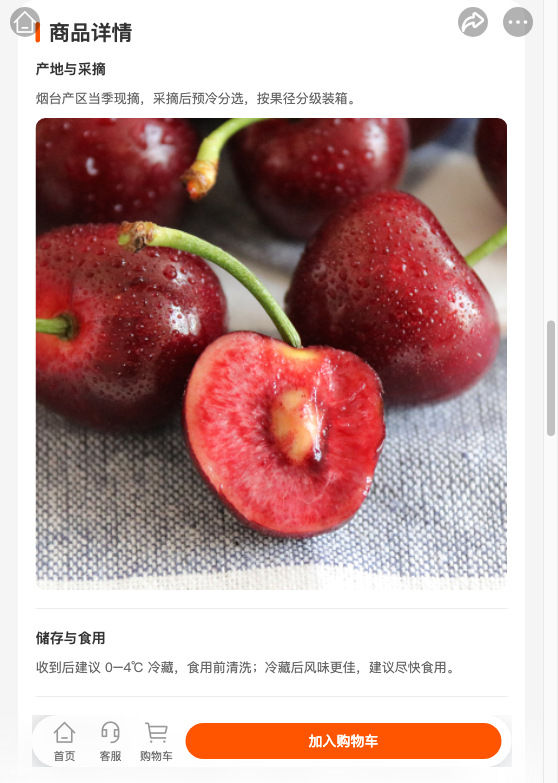 商品详情
产地与采摘
烟台产区当季现摘，采摘后预冷分选，按果径分级装箱。
储存与食用
收到后建议 0—4℃ 冷藏，食用前清洗；冷藏后风味更佳，建议尽快食用。
首页
客服
购物车
加入购物车